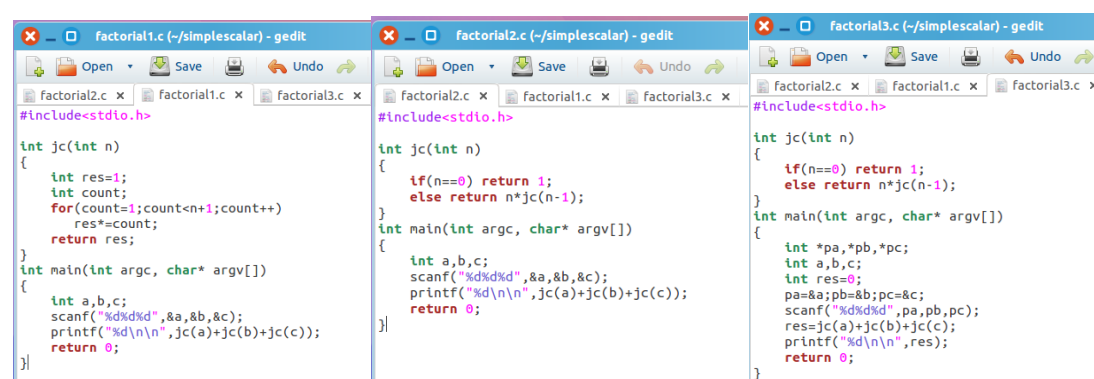 factorial1.c (~/simplescalar) - gedit
Open Save Undo
factorial2.c × factorial1.c × factorial3.c ×
#include<stdio.h>

int jc(int n)
{
    int res=1;
    int count;
    for(count=1;count<n+1;count++)
       res*=count;
    return res;
}
int main(int argc, char* argv[])
{
    int a,b,c;
    scanf("%d%d%d",&a,&b,&c);
    printf("%d\n\n",jc(a)+jc(b)+jc(c));
    return 0;
}
factorial2.c (~/simplescalar) - gedit
Open Save Undo
factorial2.c × factorial1.c × factorial3.c ×
#include<stdio.h>

int jc(int n)
{
    if(n==0) return 1;
    else return n*jc(n-1);
}
int main(int argc, char* argv[])
{
    int a,b,c;
    scanf("%d%d%d",&a,&b,&c);
    printf("%d\n\n",jc(a)+jc(b)+jc(c));
    return 0;
}
factorial3.c (~/simplescalar) - gedit
Open Save Undo
factorial2.c × factorial1.c × factorial3.c ×
#include<stdio.h>

int jc(int n)
{
    if(n==0) return 1;
    else return n*jc(n-1);
}
int main(int argc, char* argv[])
{
    int *pa,*pb,*pc;
    int a,b,c;
    int res=0;
    pa=&a;pb=&b;pc=&c;
    scanf("%d%d%d",pa,pb,pc);
    res=jc(a)+jc(b)+jc(c);
    printf("%d\n\n",res);
    return 0;
}